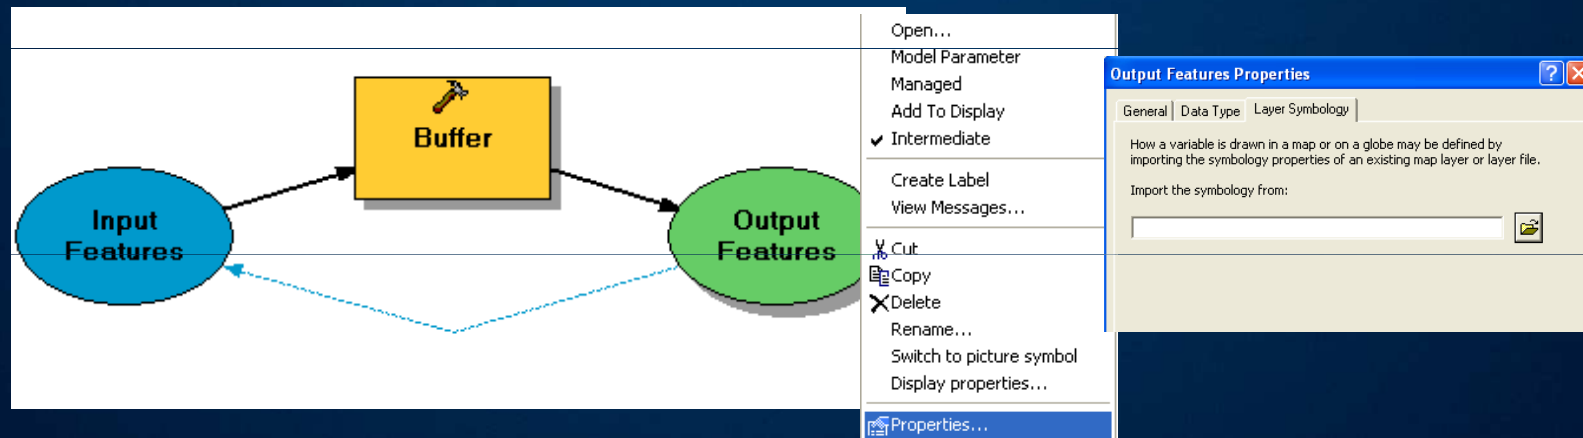 Buffer
Input
Features
Output
Features
Open...
Model Parameter
Managed
Add To Display
Intermediate
Create Label
View Messages...
Cut
Copy
Delete
Rename...
Switch to picture symbol
Display properties...
Properties...
Output Features Properties
General
Data Type
Layer Symbology
How a variable is drawn in a map or on a globe may be defined by
importing the symbology properties of an existing map layer or layer file.
Import the symbology from: